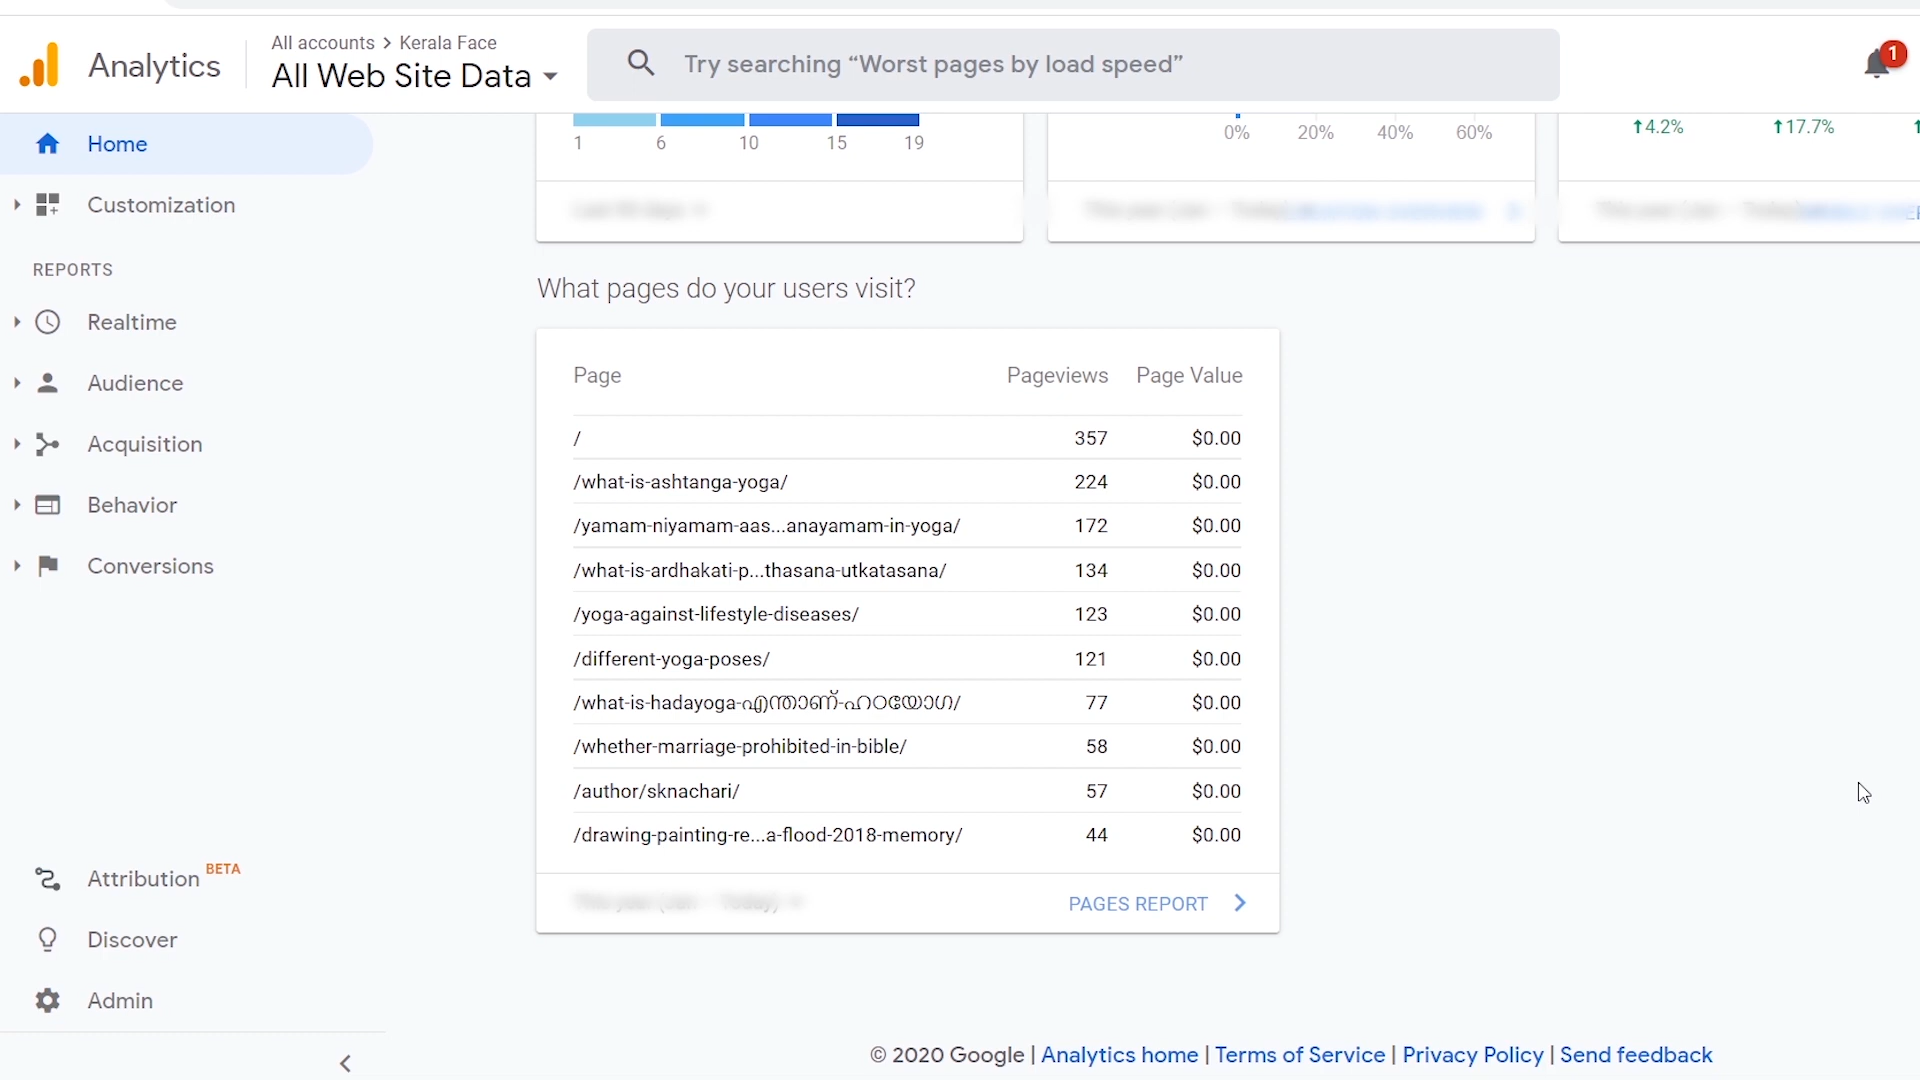 Analytics
All accounts > Kerala Face
All Web Site Data
Try searching “Worst pages by load speed”
1
Home
Customization
REPORTS
Realtime
Audience
Acquisition
Behavior
Conversions
Attribution BETA
Discover
Admin
1 6 10 15 19
0% 20% 40% 60%
4.2% 17.7%
What pages do your users visit?
Page Pageviews Page Value
/ 357 $0.00
/what-is-ashtanga-yoga/ 224 $0.00
/yamam-niyamam-aas...anayamam-in-yoga/ 172 $0.00
/what-is-ardhakati-p...thasana-utkatasana/ 134 $0.00
/yoga-against-lifestyle-diseases/ 123 $0.00
/different-yoga-poses/ 121 $0.00
/what-is-hadayoga-എന്താണ്-ഹഠയോഗ/ 77 $0.00
/whether-marriage-prohibited-in-bible/ 58 $0.00
/author/sknachari/ 57 $0.00
/drawing-painting-re...a-flood-2018-memory/ 44 $0.00
PAGES REPORT
© 2020 Google | Analytics home | Terms of Service | Privacy Policy | Send feedback